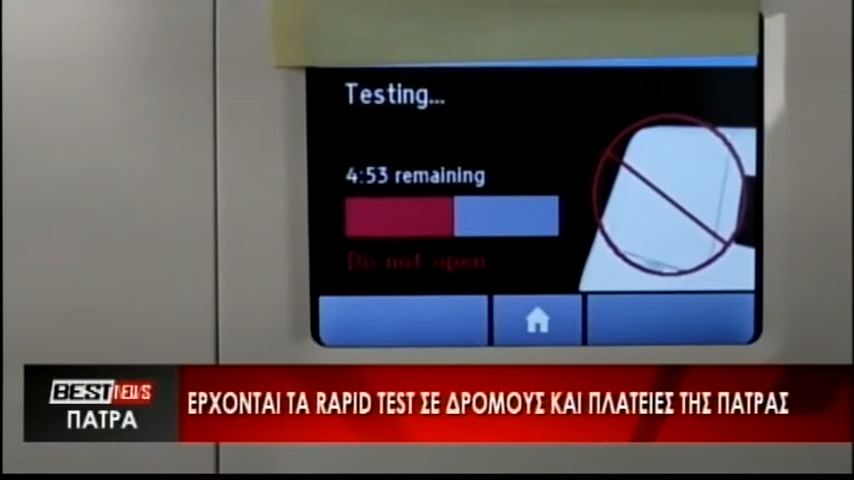 Testing...
4:53 remaining
Do not open
BEST NEWS
ΠΑΤΡΑ
ΕΡΧΟΝΤΑΙ ΤΑ RAPID TEST ΣΕ ΔΡΟΜΟΥΣ ΚΑΙ ΠΛΑΤΕΙΕΣ ΤΗΣ ΠΑΤΡΑΣ